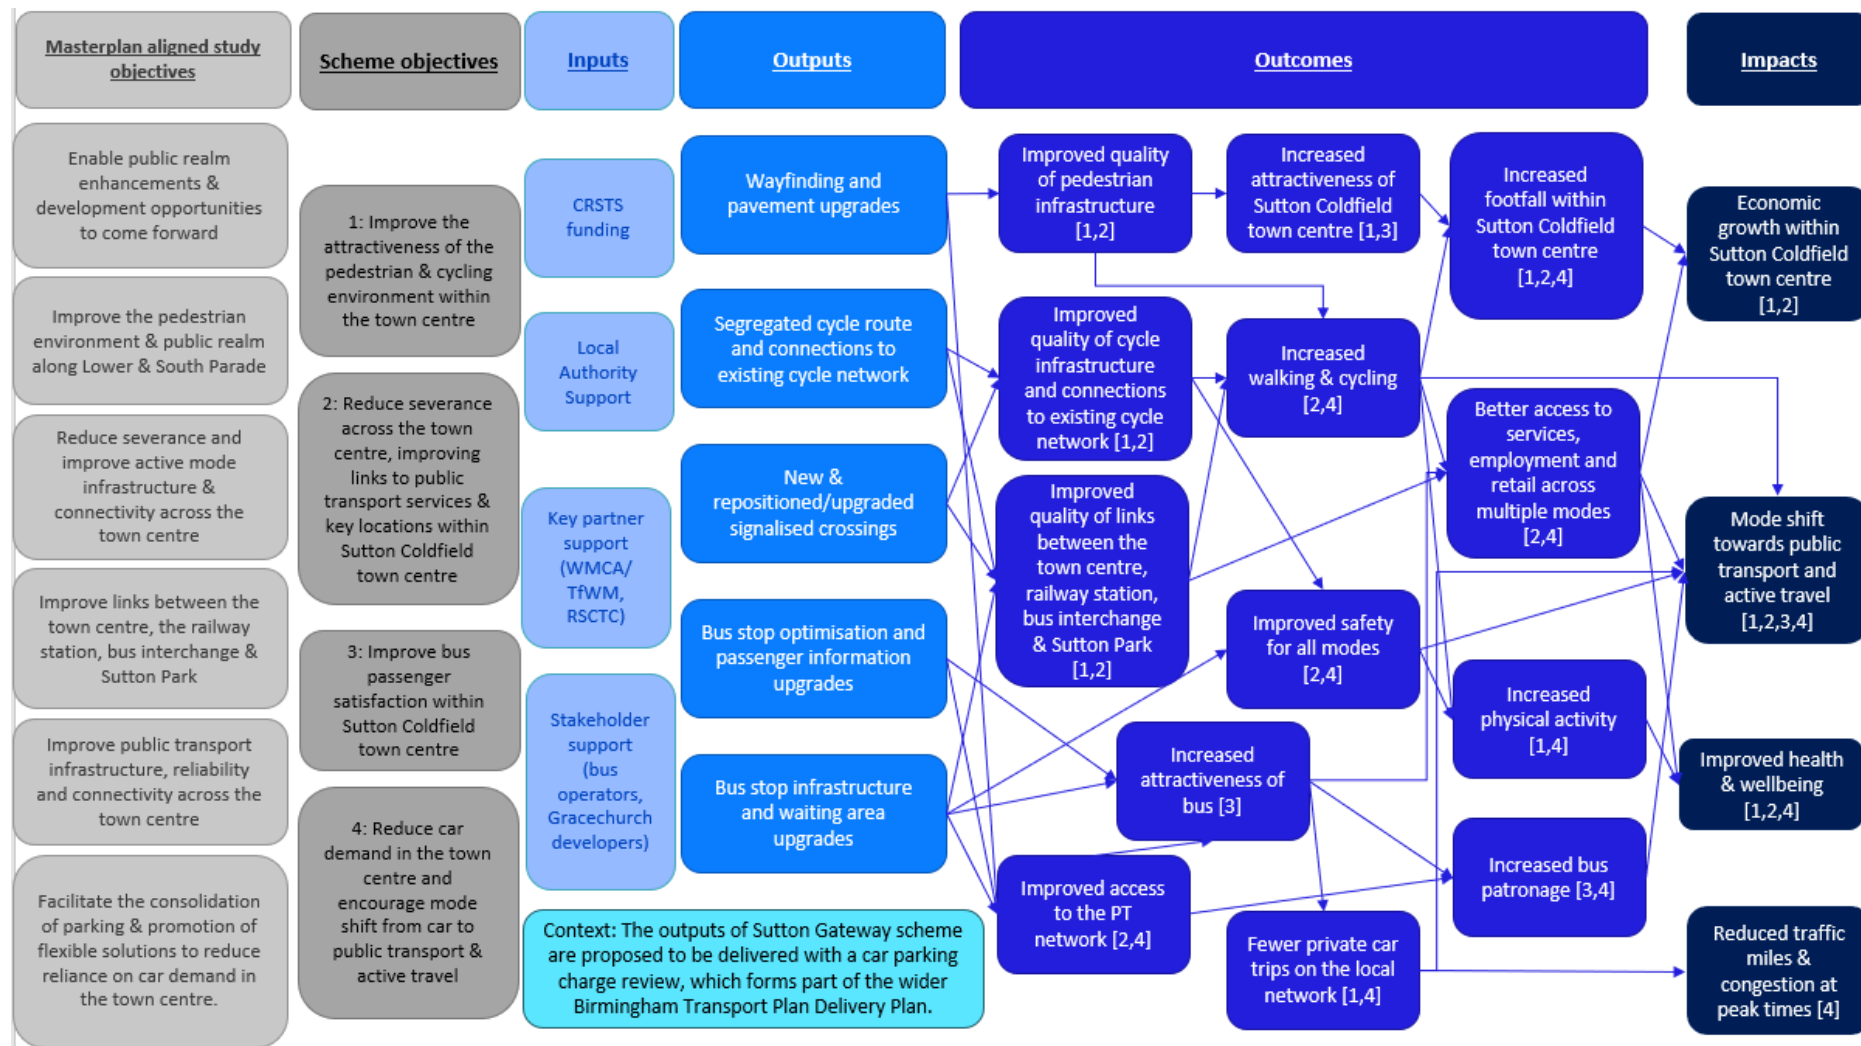 Masterplan aligned study
objectives
Scheme objectives
Inputs
Outputs
Outcomes
Impacts
Enable public realm
enhancements &
development opportunities
to come forward
Improve the pedestrian
environment & public realm
along Lower & South Parade
Reduce severance and
improve active mode
infrastructure &
connectivity across the
town centre
Improve links between the
town centre, the railway
station, bus interchange &
Sutton Park
Improve public transport
infrastructure, reliability
and connectivity across the
town centre
Facilitate the consolidation
of parking & promotion of
flexible solutions to reduce
reliance on car demand in
the town centre.
1: Improve the
attractiveness of the
pedestrian & cycling
environment within
the town centre
2: Reduce severance
across the town
centre, improving
links to public
transport services &
key locations within
Sutton Coldfield
town centre
3: Improve bus
passenger
satisfaction within
Sutton Coldfield
town centre
4: Reduce car
demand in the town
centre and
encourage mode
shift from car to
public transport &
active travel
CRSTS
funding
Local
Authority
Support
Key partner
support
(WMCA/
TfWM,
RSCTC)
Stakeholder
support
(bus
operators,
Gracechurch
developers)
Wayfinding and
pavement upgrades
Segregated cycle route
and connections to
existing cycle network
New &
repositioned/upgraded
signalised crossings
Bus stop optimisation and
passenger information
upgrades
Bus stop infrastructure
and waiting area
upgrades
Context: The outputs of Sutton Gateway scheme
are proposed to be delivered with a car parking
charge review, which forms part of the wider
Birmingham Transport Plan Delivery Plan.
Improved quality
of pedestrian
infrastructure
[1,2]
Improved
quality of cycle
infrastructure
and connections
to existing cycle
network [1,2]
Improved
quality of links
between the
town centre,
railway station,
bus interchange
& Sutton Park
[1,2]
Increased
attractiveness of
bus [3]
Improved access
to the PT
network [2,4]
Increased
attractiveness of
Sutton Coldfield
town centre [1,3]
Increased
walking & cycling
[2,4]
Improved safety
for all modes
[2,4]
Fewer private car
trips on the local
network [1,4]
Increased
footfall within
Sutton Coldfield
town centre
[1,2,4]
Better access to
services,
employment and
retail across
multiple modes
[2,4]
Increased
physical activity
[1,4]
Increased bus
patronage [3,4]
Economic
growth within
Sutton Coldfield
town centre
[1,2]
Mode shift
towards public
transport and
active travel
[1,2,3,4]
Improved health
& wellbeing
[1,2,4]
Reduced traffic
miles &
congestion at
peak times [4]